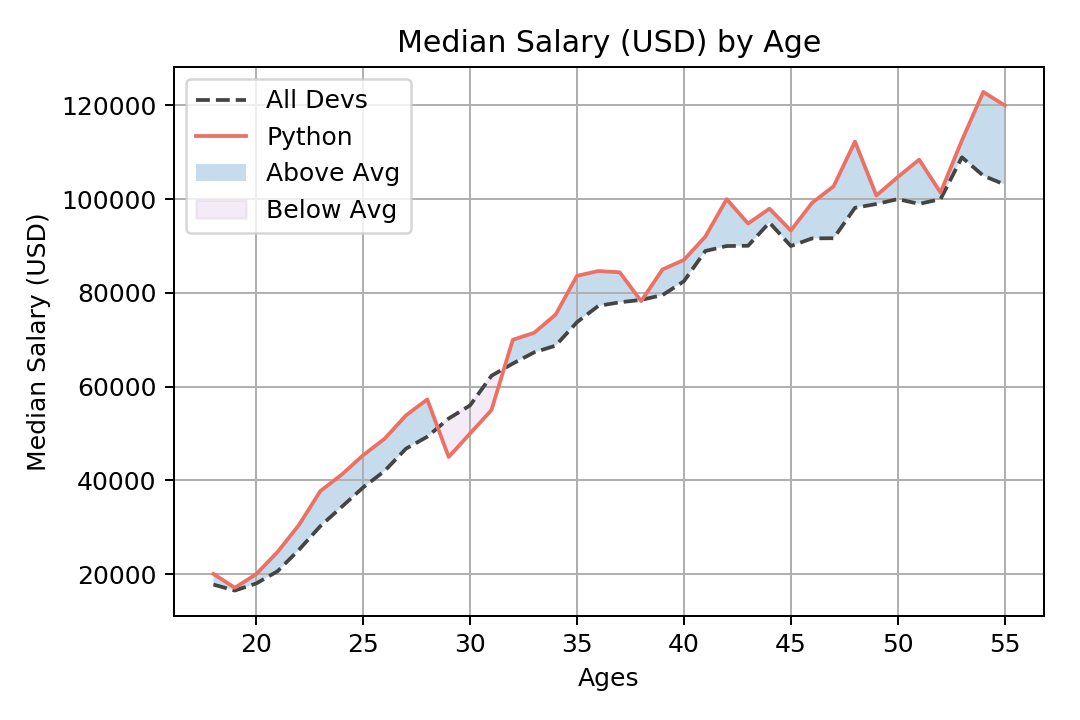 Median Salary (USD) by Age
All Devs
Python
Above Avg
Below Avg
Median Salary (USD)
120000
100000
80000
60000
40000
20000
20 25 30 35 40 45 50 55
Ages